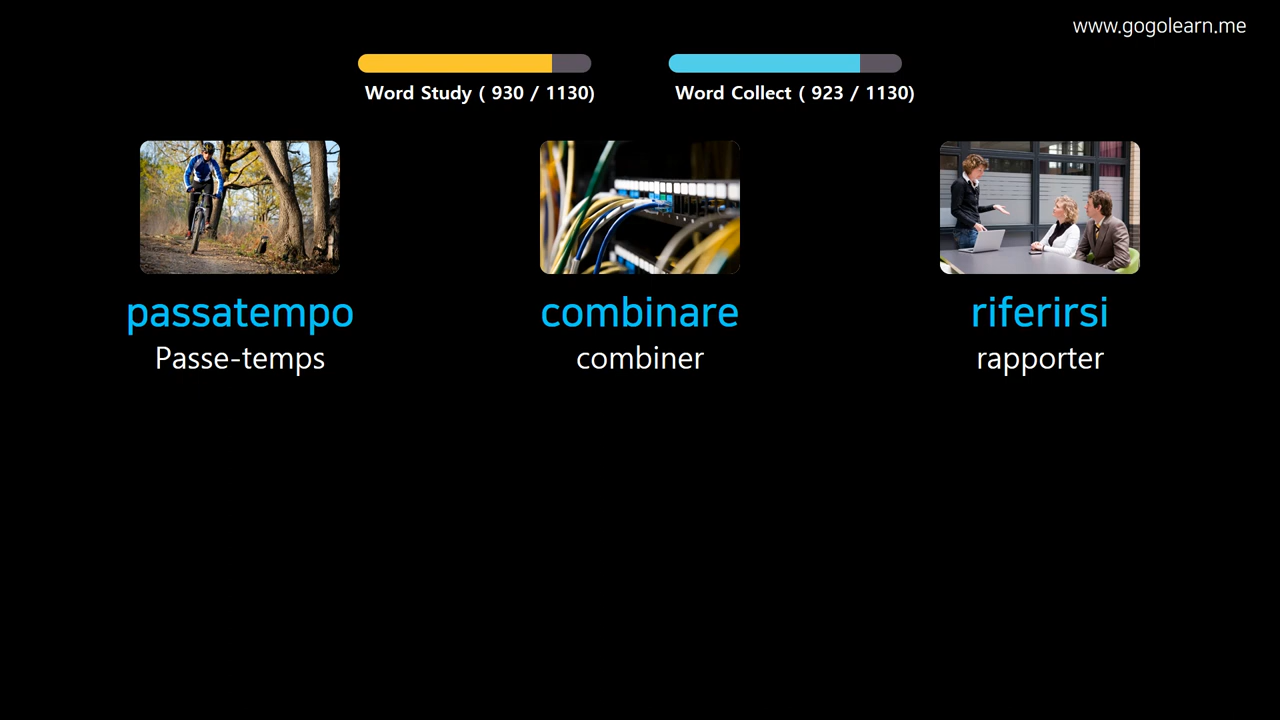 www.gogolearn.me
Word Study ( 930 / 1130)
Word Collect ( 923 / 1130)
passatempo
Passe-temps
combinare
combiner
riferirsi
rapporter